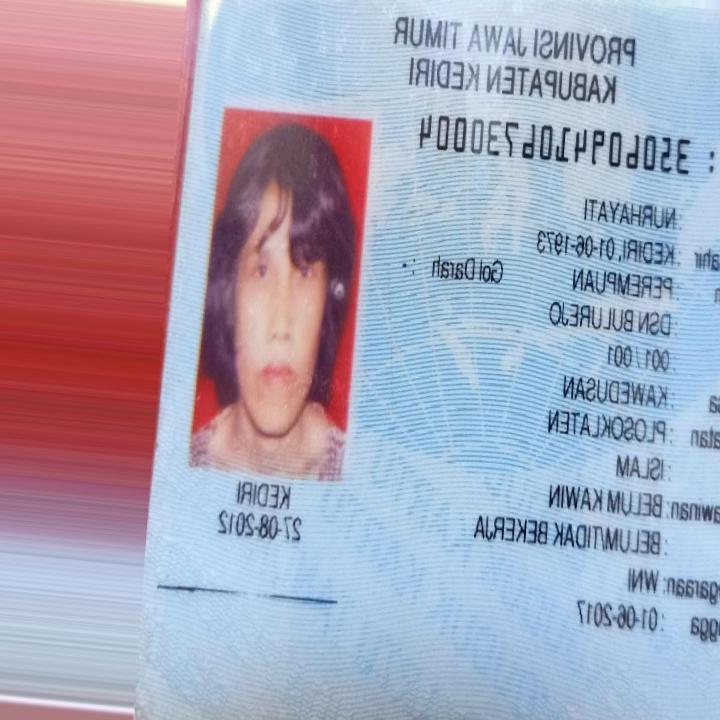 PROVINSI JAWA TIMUR
KABUPATEN KEDIRI
: 3506094106730004
: NURHAYATI
ahir : KEDIRI, 01-06-1973
: PEREMPUAN Gol Darah : -
: DSN BULUREJO
: 001 / 001
: KAWEDUSAN
atan : PLOSOKLATEN
: ISLAM
awinan: BELUM KAWIN
: BELUM/TIDAK BEKERJA
egaraan: WNI
ngga : 01-06-2017
KEDIRI
27-08-2012